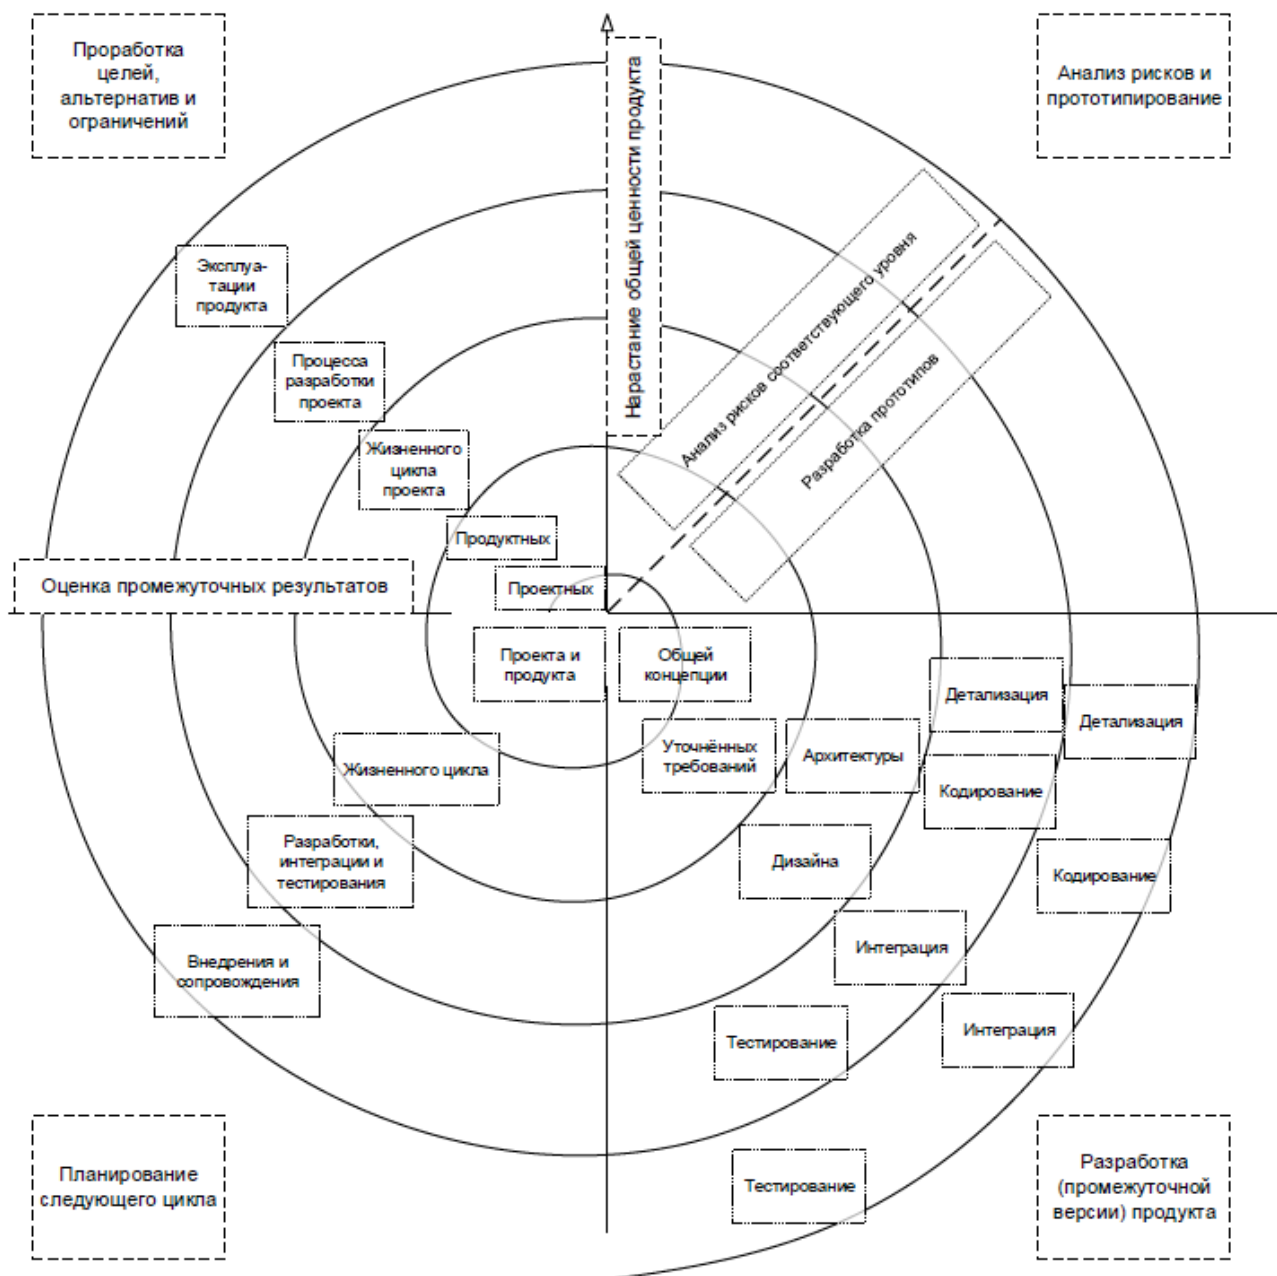 Проработка
целей,
альтернатив и
ограничений
Анализ рисков и
прототипирование
Нарастание общей ценности продукта
Анализ рисков соответствующего уровня
Разработка прототипов
Эксплуа-
тации
продукта
Процесса
разработки
проекта
Жизненного
цикла
проекта
Продуктных
Проектных
Оценка промежуточных результатов
Проекта и
продукта
Общей
концепции
Жизненного цикла
Уточнённых
требований
Архитектуры
Детализация
Детализация
Кодирование
Разработки,
интеграции и
тестирования
Дизайна
Кодирование
Внедрения и
сопровождения
Интеграция
Интеграция
Тестирование
Тестирование
Планирование
следующего цикла
Разработка
(промежуточной
версии) продукта